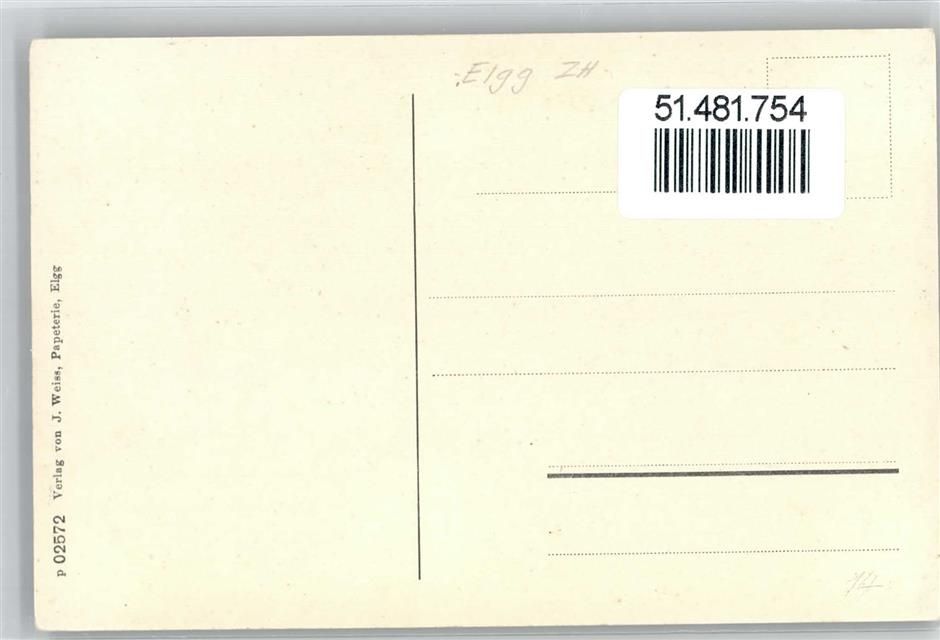 Elgg ZH
51.481.754
p 02572 Verlag von J. Weiss, Papeterie, Elgg